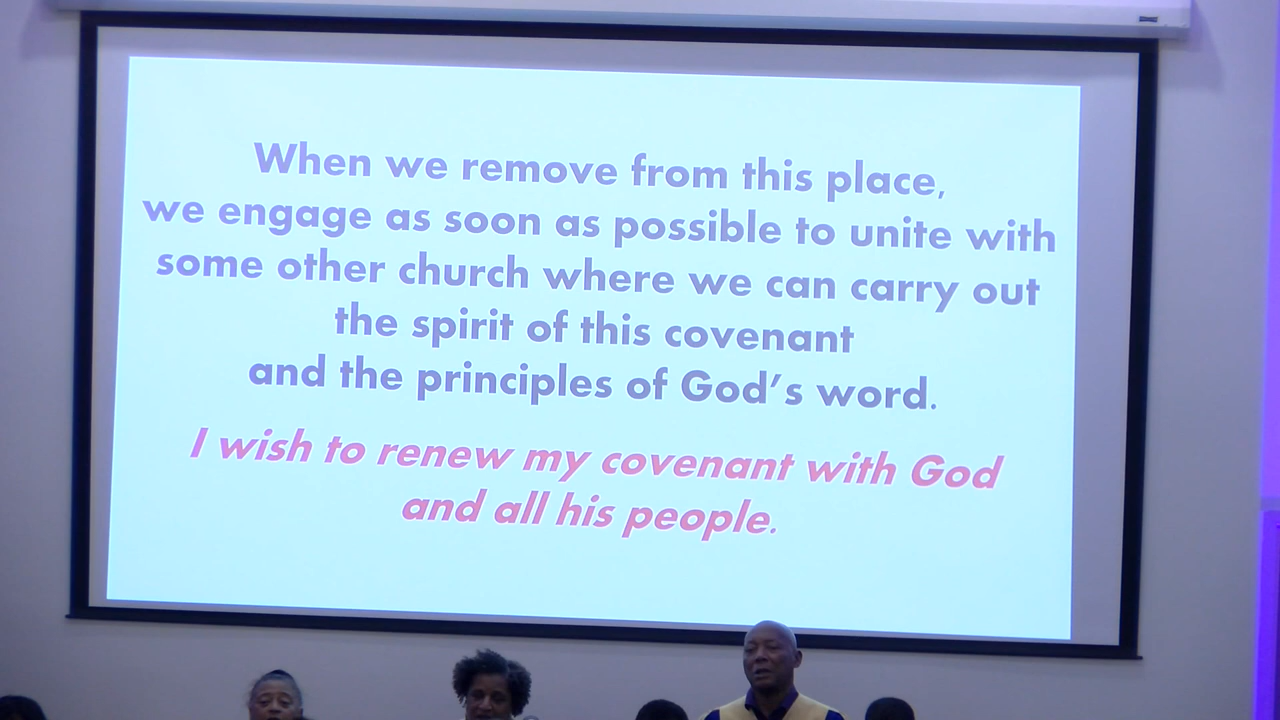 When we remove from this place,
we engage as soon as possible to unite with
some other church where we can carry out
the spirit of this covenant
and the principles of God's word.
I wish to renew my covenant with God
and all his people.